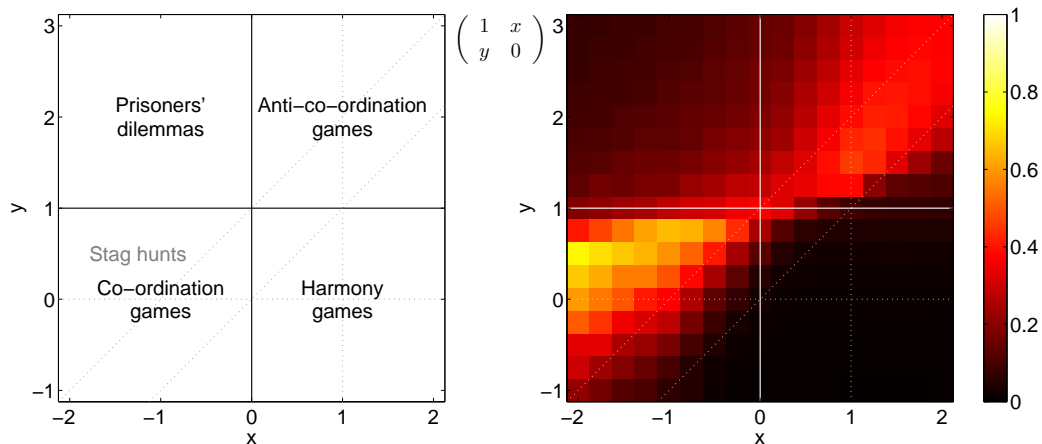 3
2
1
0
−1
y
−2
−1
0
1
2
x
Prisoners’
dilemmas
Anti−co−ordination
games
Stag hunts
Co−ordination
games
Harmony
games
( 1 x
y 0 )
3
2
1
0
−1
y
−2
−1
0
1
2
x
1
0.8
0.6
0.4
0.2
0